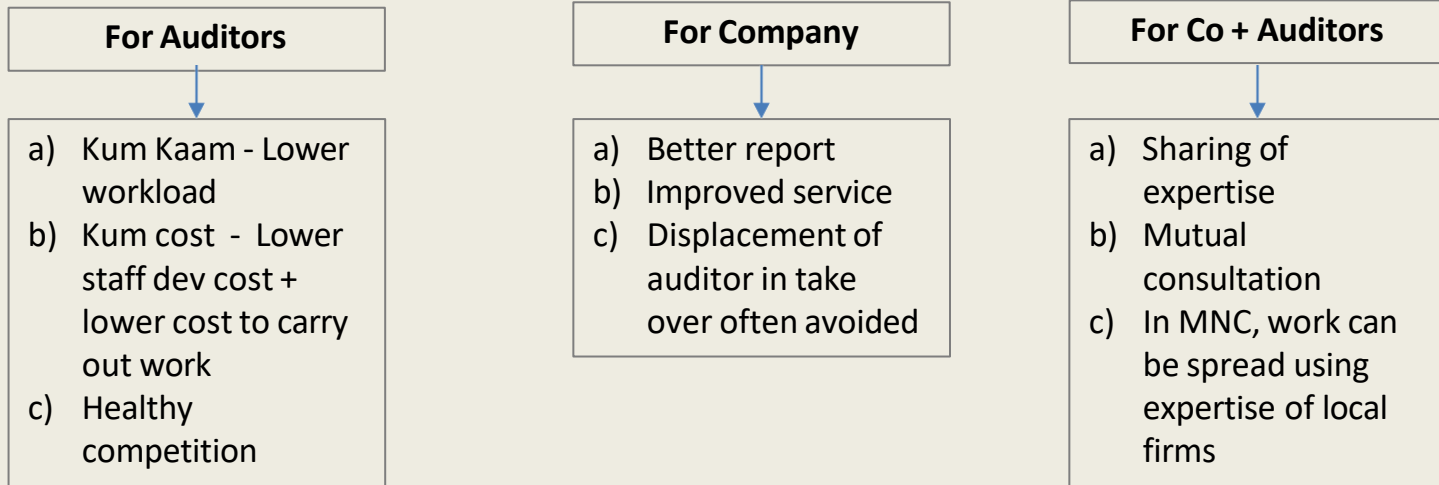 For Auditors
a) Kum Kaam - Lower
workload
b) Kum cost - Lower
staff dev cost +
lower cost to carry
out work
c) Healthy
competition
For Company
a) Better report
b) Improved service
c) Displacement of
auditor in take
over often avoided
For Co + Auditors
a) Sharing of
expertise
b) Mutual
consultation
c) In MNC, work can
be spread using
expertise of local
firms